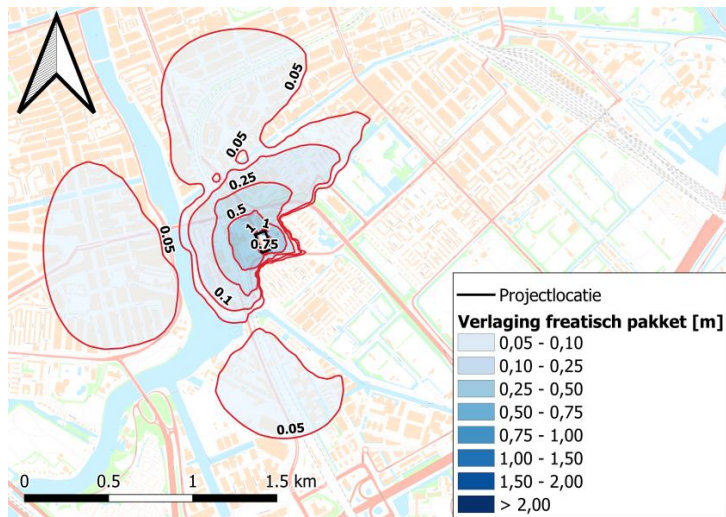 0.05
0.05
0.25
0.5
1
1
0.75
0.05
0.1
0.05
Projectlocatie
Verlaging freatisch pakket [m]
0,05 - 0,10
0,10 - 0,25
0,25 - 0,50
0,50 - 0,75
0,75 - 1,00
1,00 - 1,50
1,50 - 2,00
> 2,00
0 0.5 1 1.5 km